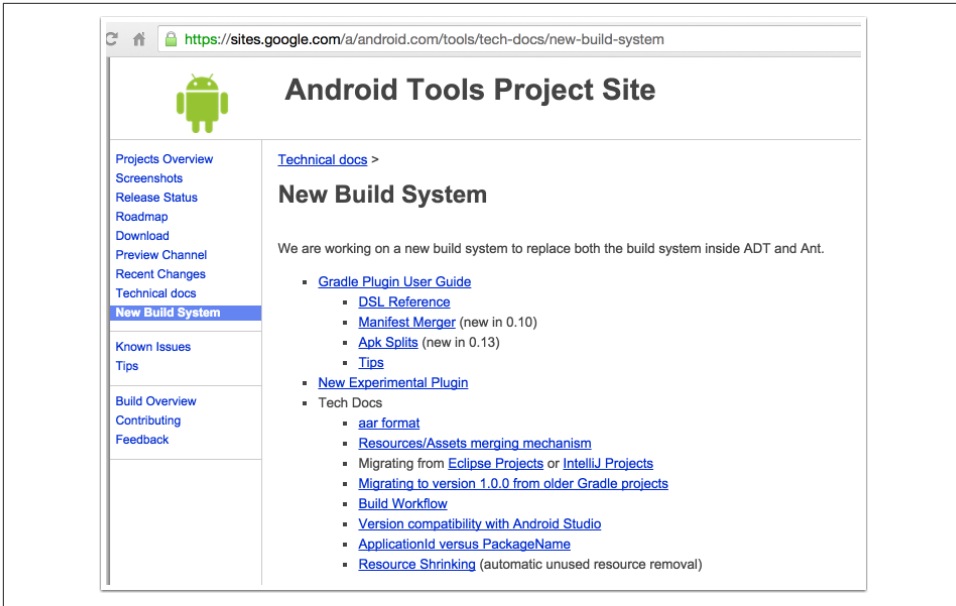 https://sites.google.com/a/android.com/tools/tech-docs/new-build-system
Android Tools Project Site
Projects Overview
Screenshots
Release Status
Roadmap
Download
Preview Channel
Recent Changes
Technical docs
New Build System
Known Issues
Tips
Build Overview
Contributing
Feedback
Technical docs >
New Build System
We are working on a new build system to replace both the build system inside ADT and Ant.
Gradle Plugin User Guide
DSL Reference
Manifest Merger (new in 0.10)
Apk Splits (new in 0.13)
Tips
New Experimental Plugin
Tech Docs
aar format
Resources/Assets merging mechanism
Migrating from Eclipse Projects or IntelliJ Projects
Migrating to version 1.0.0 from older Gradle projects
Build Workflow
Version compatibility with Android Studio
ApplicationId versus PackageName
Resource Shrinking (automatic unused resource removal)